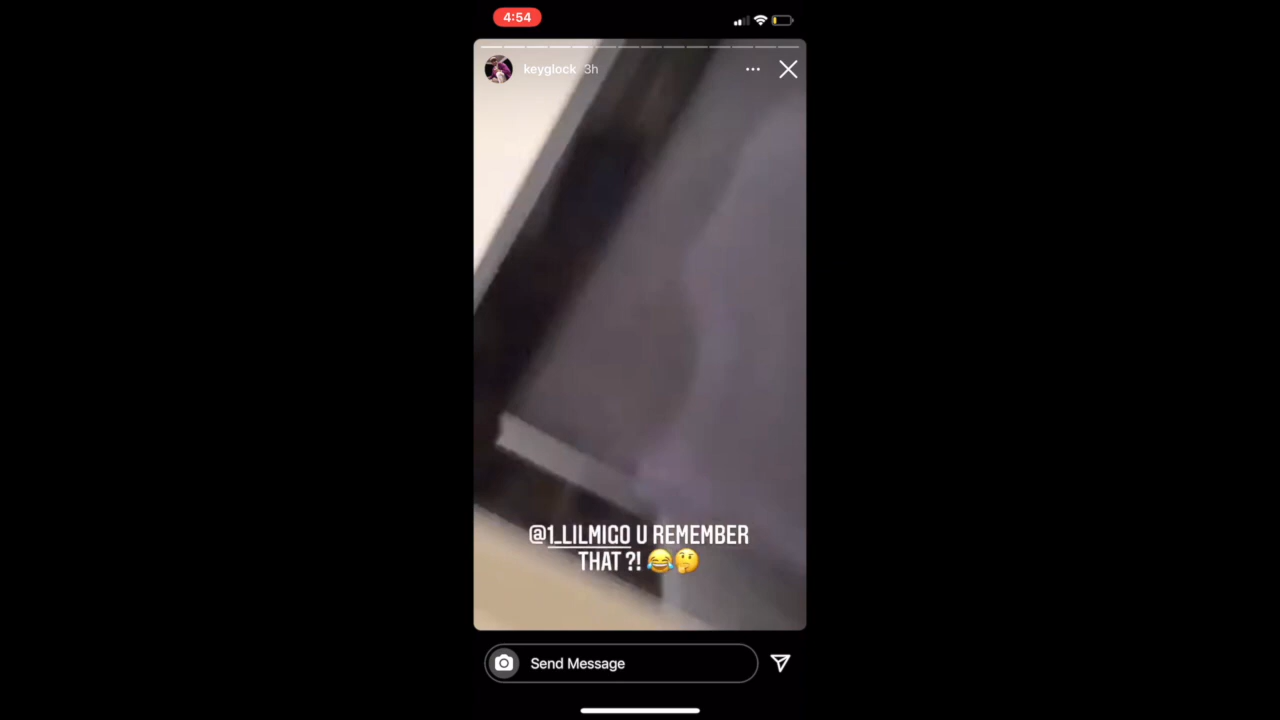 4:54
keyglock 3h
@1_LILMIGO U REMEMBER
THAT ?! 😂🤔
Send Message